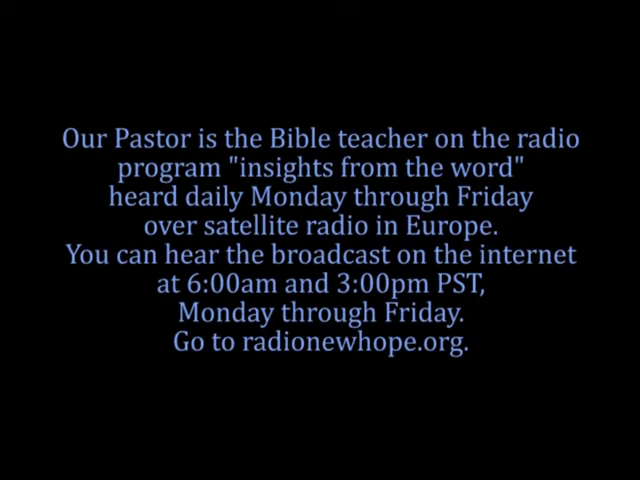 Our Pastor is the Bible teacher on the radio
program "insights from the word"
heard daily Monday through Friday
over satellite radio in Europe.
You can hear the broadcast on the internet
at 6:00am and 3:00pm PST,
Monday through Friday.
Go to radionewhope.org.